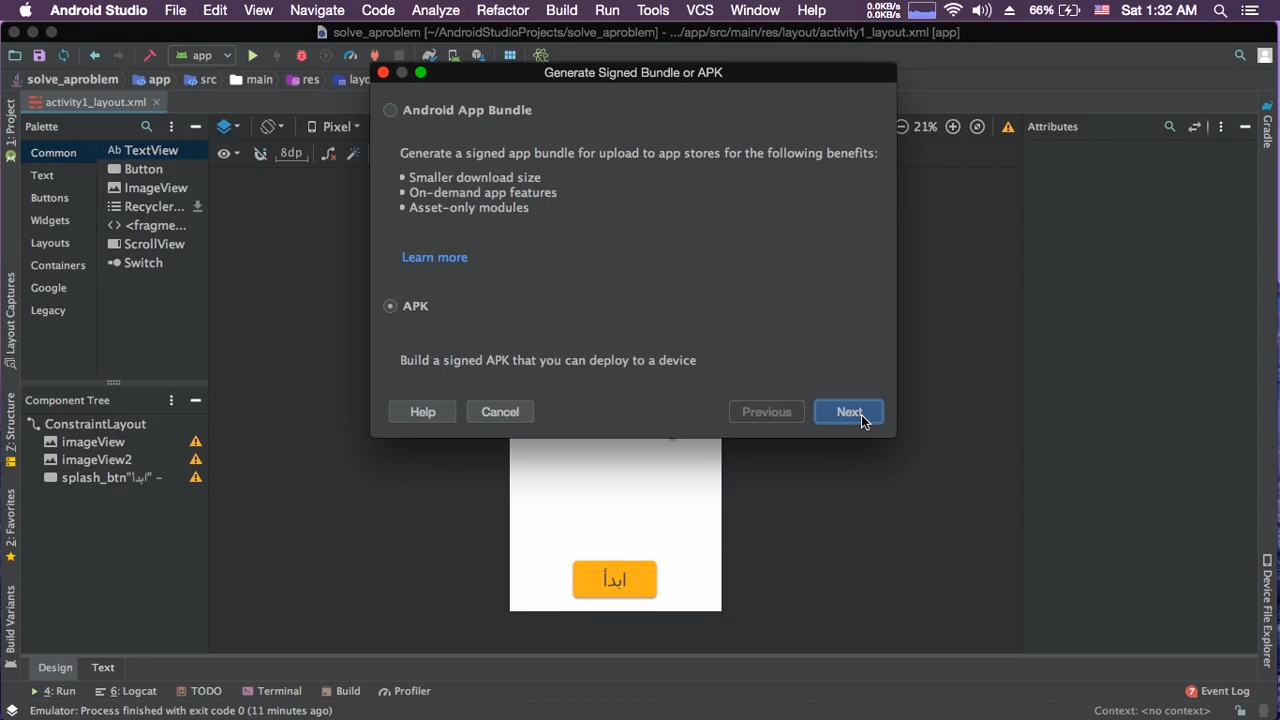 Android Studio File Edit View Navigate Code Analyze Refactor Build Run Tools VCS Window Help 0.0KB/s 0.0KB/s 66% Sat 1:32 AM
solve_aproblem [~/AndroidStudioProjects/solve_aproblem] - .../app/src/main/res/layout/activity1_layout.xml [app]
app
solve_aproblem app src main res layo
Generate Signed Bundle or APK
activity1_layout.xml
Palette
Common
Text
Buttons
Widgets
Layouts
Containers
Google
Legacy
Ab TextView
Button
ImageView
Recycler...
<fragme...
ScrollView
Switch
Pixel
8dp
21%
Attributes
Android App Bundle
Generate a signed app bundle for upload to app stores for the following benefits:
• Smaller download size
• On-demand app features
• Asset-only modules
Learn more
APK
Build a signed APK that you can deploy to a device
Help Cancel Previous Next
Component Tree
ConstraintLayout
imageView
imageView2
splash_btn "ابدأ" –
ابدأ
1: Project
Layout Captures
Z: Structure
2: Favorites
Build Variants
Gradle
Device File Explorer
Design Text
4: Run 6: Logcat TODO Terminal Build Profiler 7 Event Log
Emulator: Process finished with exit code 0 (11 minutes ago) Context: <no context>